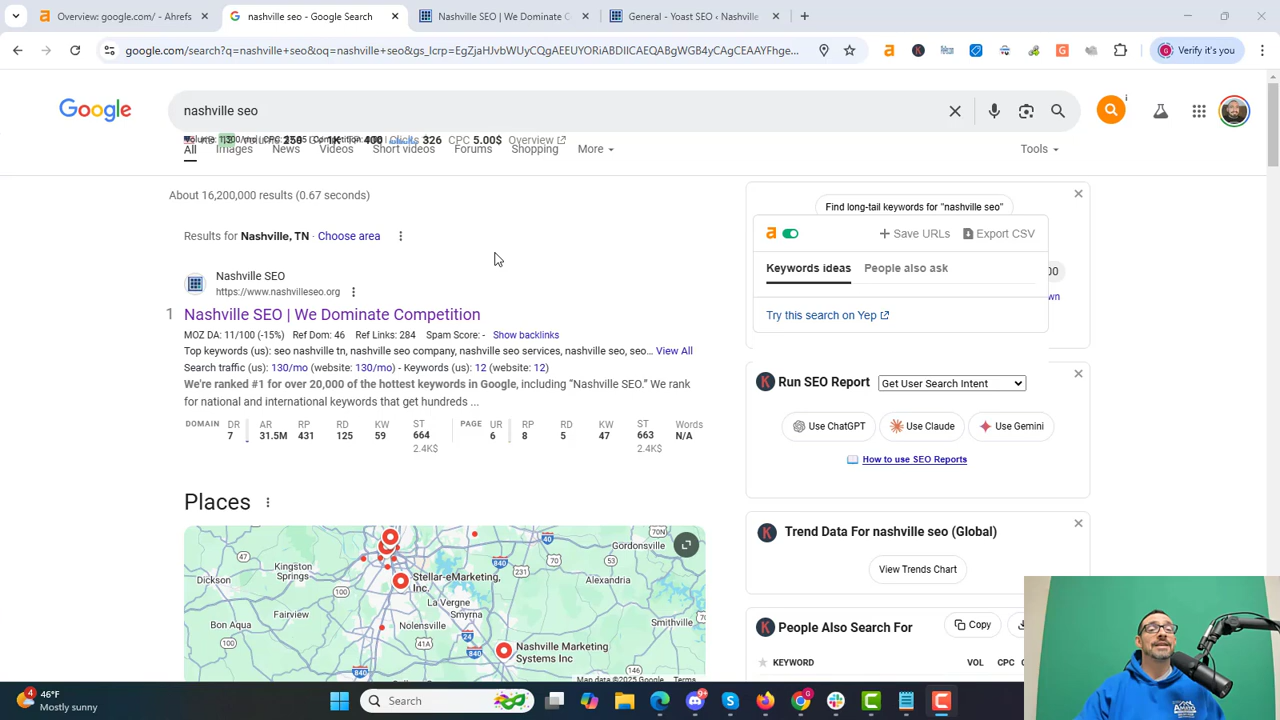 google.com/ - Ahrefs
nashville seo - Google Search
Nashville SEO | We Dominate C
General - Yoast SEO ‹ Nashville
google.com/search?q=nashville+seo&oq=nashville+seo&gs_lcrp=EgZjaHJvbWUyCQgAEEUYORiABDIICAEQABgWGB4yCAgCEAAYFhge...
Verify it's you
Google
nashville seo
250
400
326
CPC 5.00$
Overview
All
Images
News
Videos
Short videos
Forums
Shopping
More
Tools
About 16,200,000 results (0.67 seconds)
Results for Nashville, TN · Choose area
Nashville SEO
https://www.nashvilleseo.org
1
Nashville SEO | We Dominate Competition
MOZ DA: 11/100 (-15%) Ref Dom: 46 Ref Links: 284 Spam Score: - Show backlinks
Top keywords (us): seo nashville tn, nashville seo company, nashville seo services, nashville seo, seo... View All
Search traffic (us): 130/mo (website: 130/mo) - Keywords (us): 12 (website: 12)
We're ranked #1 for over 20,000 of the hottest keywords in Google, including “Nashville SEO.” We rank
for national and international keywords that get hundreds ...
DOMAIN DR AR RP RD KW ST PAGE UR RP RD KW ST Words
7 31.5M 431 125 59 664 6 8 5 47 663 N/A
2.4K$ 2.4K$
Places
Gordonsville
Kingston
Springs
Dickson
Stellar-eMarketing,
Inc
Alexandria
La Vergne
Smyrna
Fairview
Bon Aqua
Nolensville
Smithville
Nashville Marketing
Systems Inc
Map data ©2025 Google
Terms
Find long-tail keywords for "nashville seo"
Save URLs
Export CSV
Keywords ideas
People also ask
Try this search on Yep
Run SEO Report
Get User Search Intent
Use ChatGPT
Use Claude
Use Gemini
How to use SEO Reports
Trend Data For nashville seo (Global)
View Trends Chart
People Also Search For
Copy
KEYWORD
VOL
CPC
46°F
Mostly sunny
Search